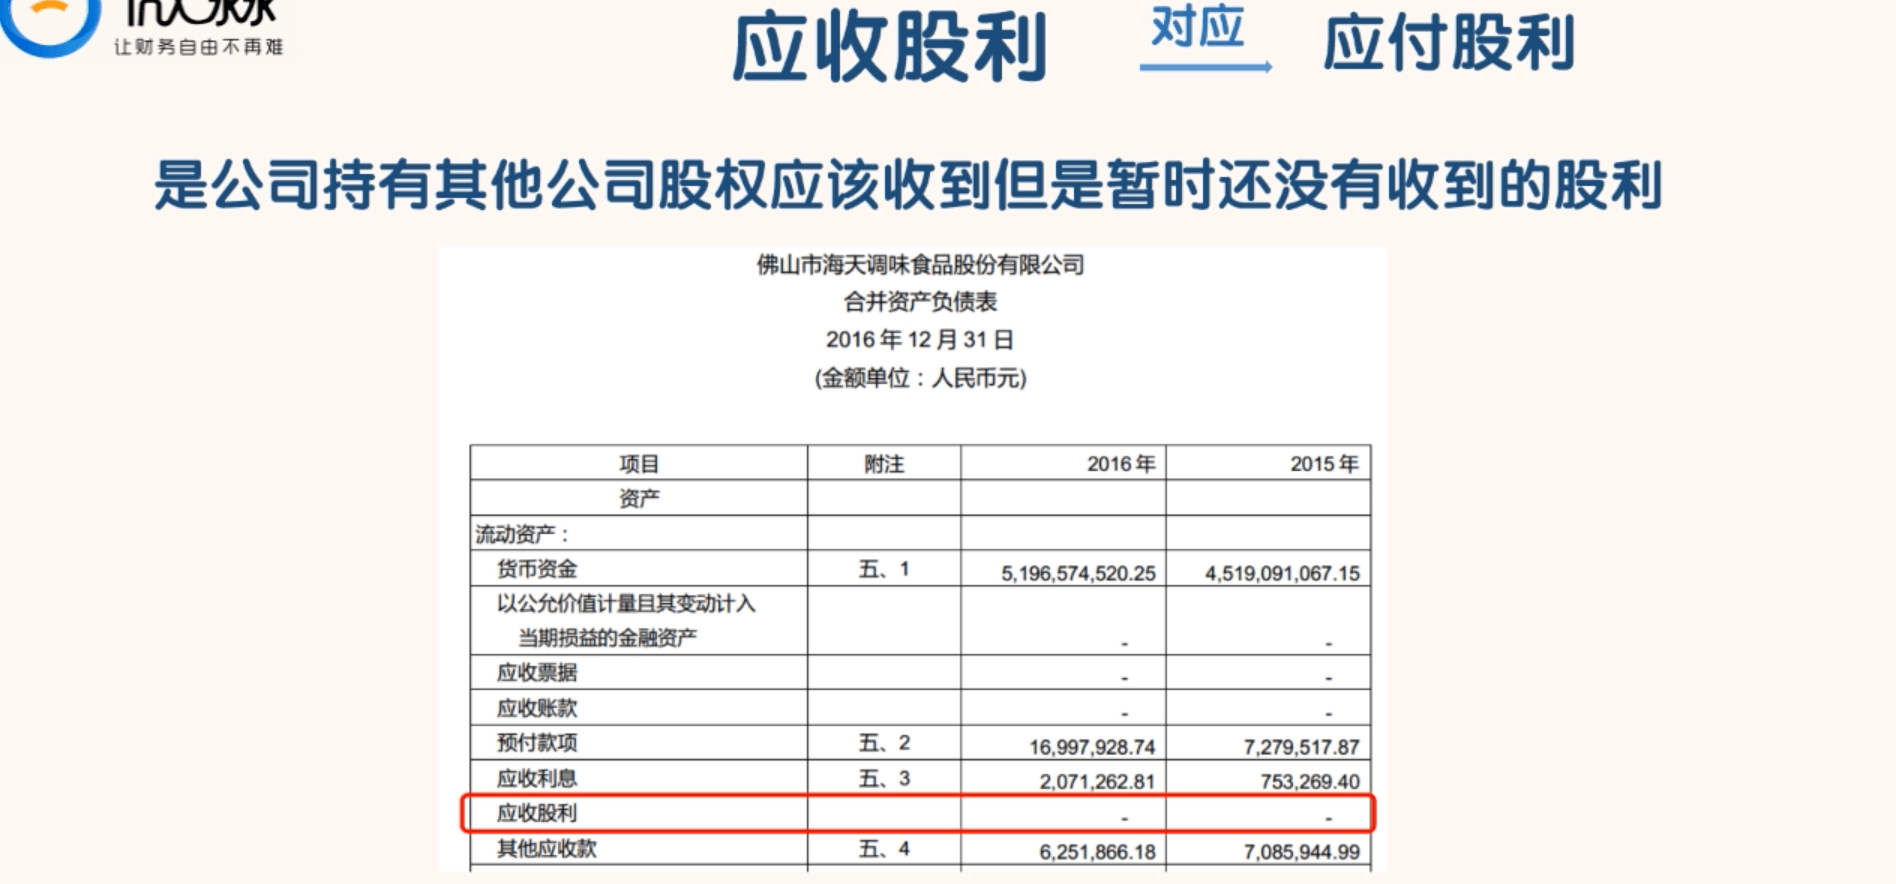 让财务自由不再难
应收股利 对应 应付股利
是公司持有其他公司股权应该收到但是暂时还没有收到的股利
佛山市海天调味食品股份有限公司
合并资产负债表
2016 年 12 月 31 日
(金额单位：人民币元)
项目 附注 2016 年 2015 年
资产
流动资产：
货币资金 五、1 5,196,574,520.25 4,519,091,067.15
以公允价值计量且其变动计入
当期损益的金融资产 - -
应收票据 - -
应收账款 - -
预付款项 五、2 16,997,928.74 7,279,517.87
应收利息 五、3 2,071,262.81 753,269.40
应收股利 - -
其他应收款 五、4 6,251,866.18 7,085,944.99